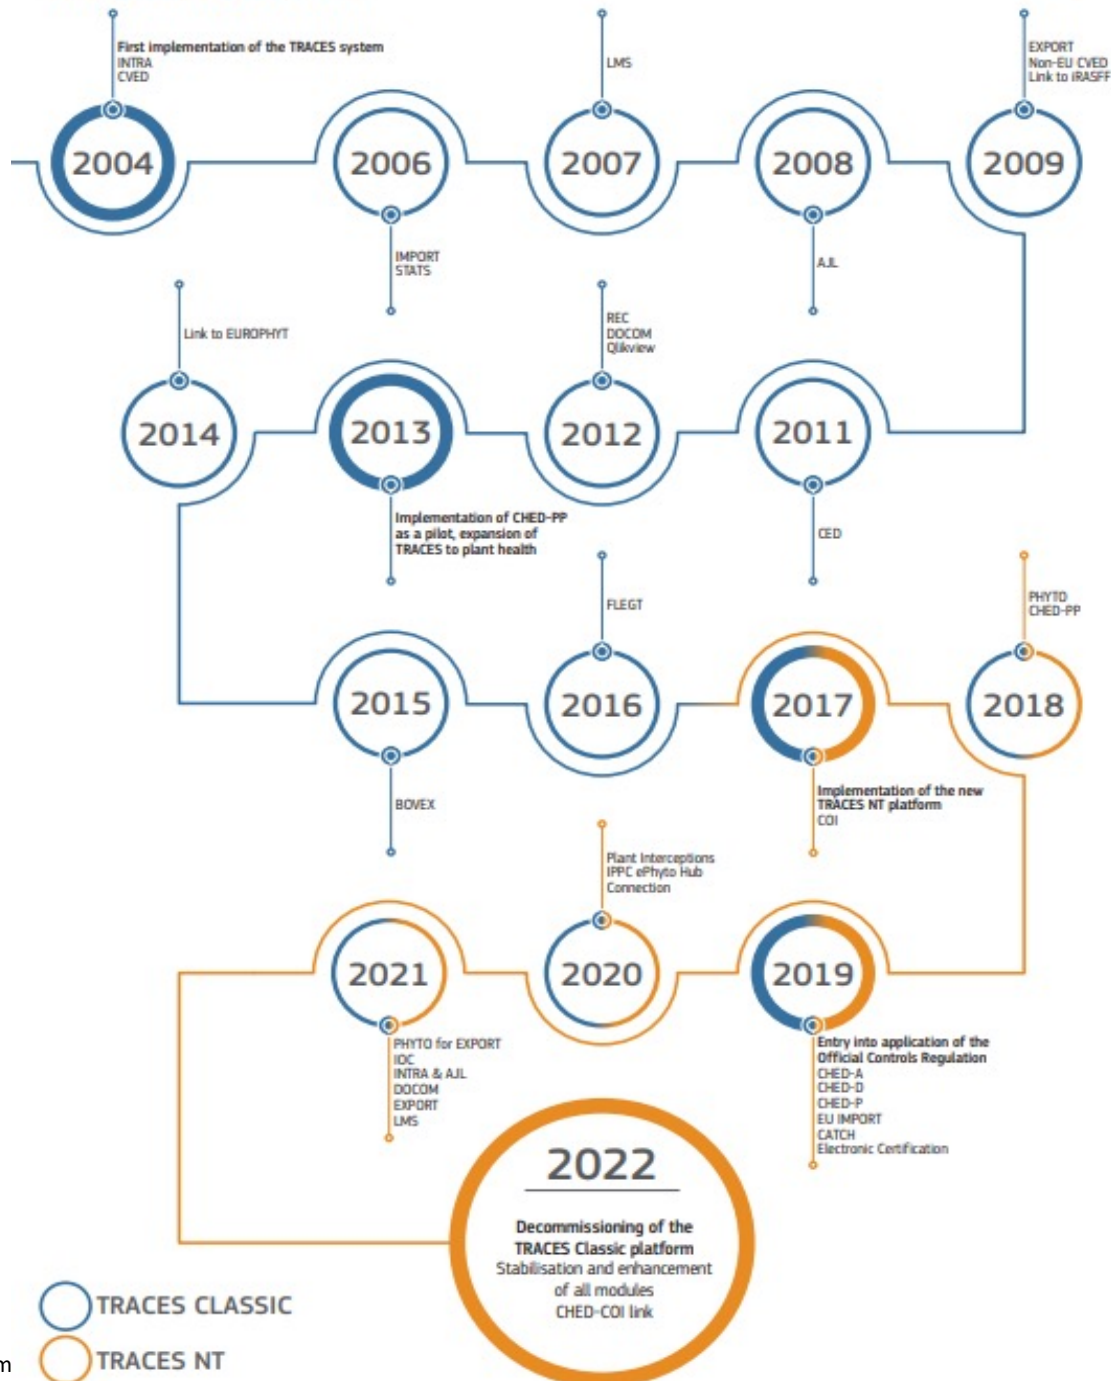 First implementation of the TRACES system
INTRA
CVED
2004
2006
IMPORT
STATS
LMS
2007
2008
AJL
EXPORT
Non-EU CVED
Link to iRASFF
2009
CED
2011
REC
DOCOM
Qlikview
2012
2013
Implementation of CHED-PP
as a pilot, expansion of
TRACES to plant health
Link to EUROPHYT
2014
2015
BOVEX
FLEGT
2016
2017
Implementation of the new
TRACES NT platform
COI
PHYTO
CHED-PP
2018
2019
Entry into application of the
Official Controls Regulation
CHED-A
CHED-D
CHED-P
EU IMPORT
CATCH
Electronic Certification
Plant Interceptions
IPPC ePhyto Hub
Connection
2020
2021
PHYTO for EXPORT
IOC
INTRA & AJL
DOCOM
EXPORT
LMS
2022
Decommissioning of the
TRACES Classic platform
Stabilisation and enhancement
of all modules
CHED-COI link
TRACES CLASSIC
TRACES NT